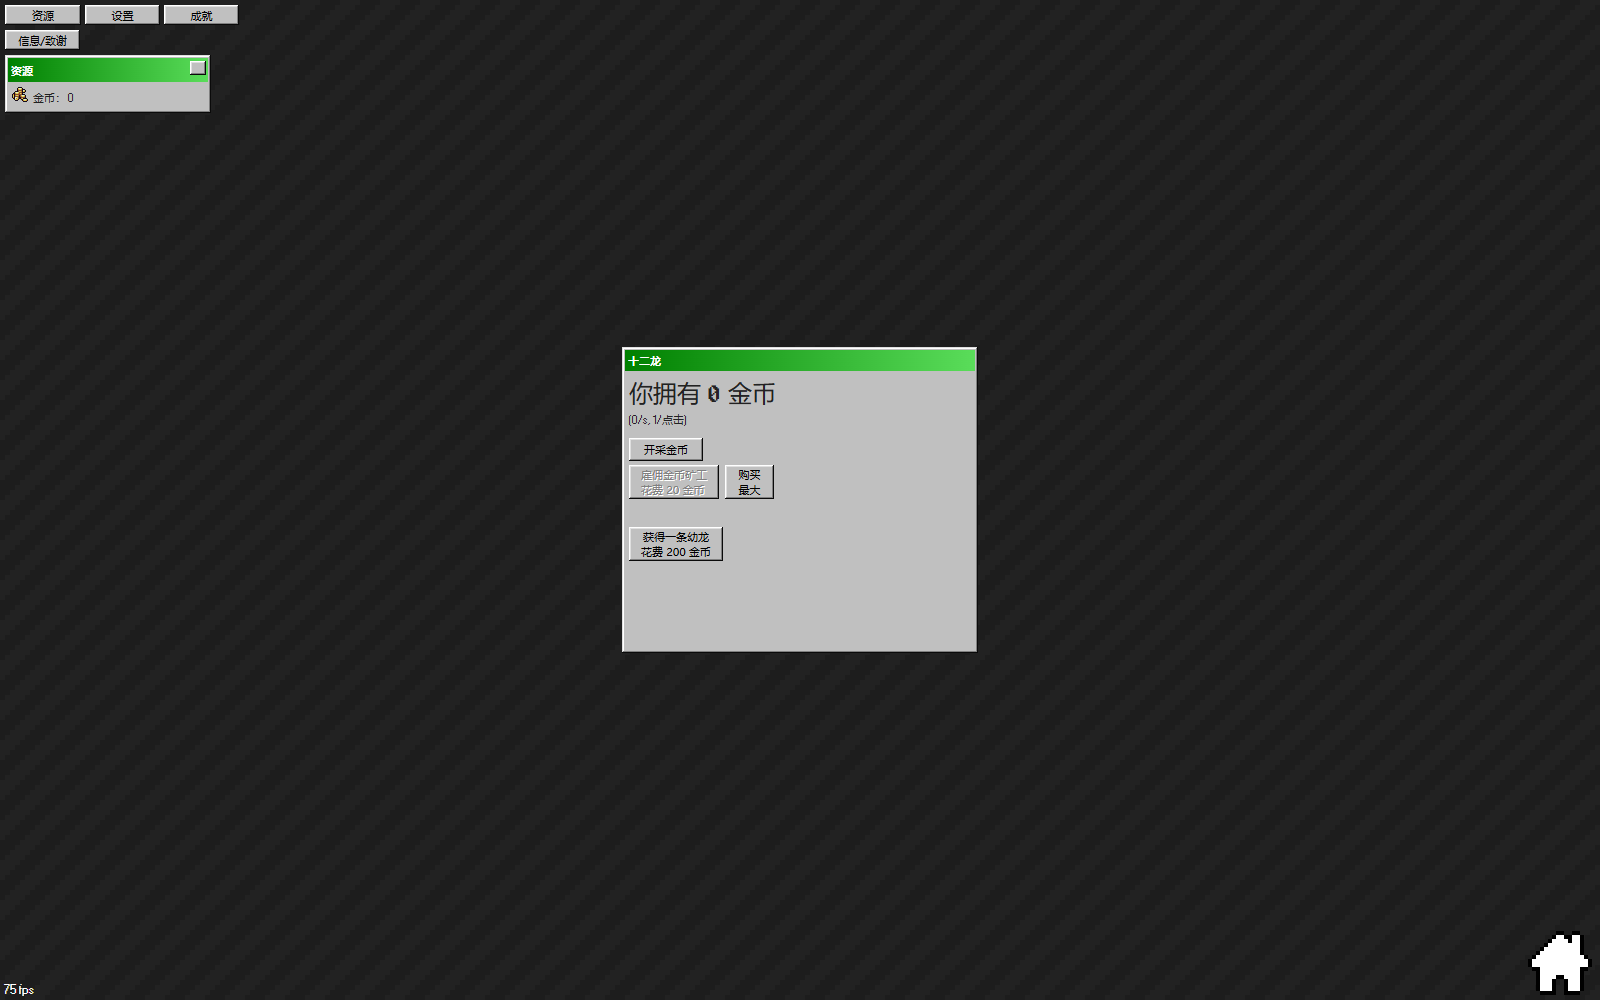 资源
设置
成就
信息/致谢
资源
金币：0
十二龙
你拥有 0 金币
(0/s, 1/点击)
开采金币
雇佣金币矿工
花费 20 金币
购买
最大
获得一条幼龙
花费 200 金币
75 fps